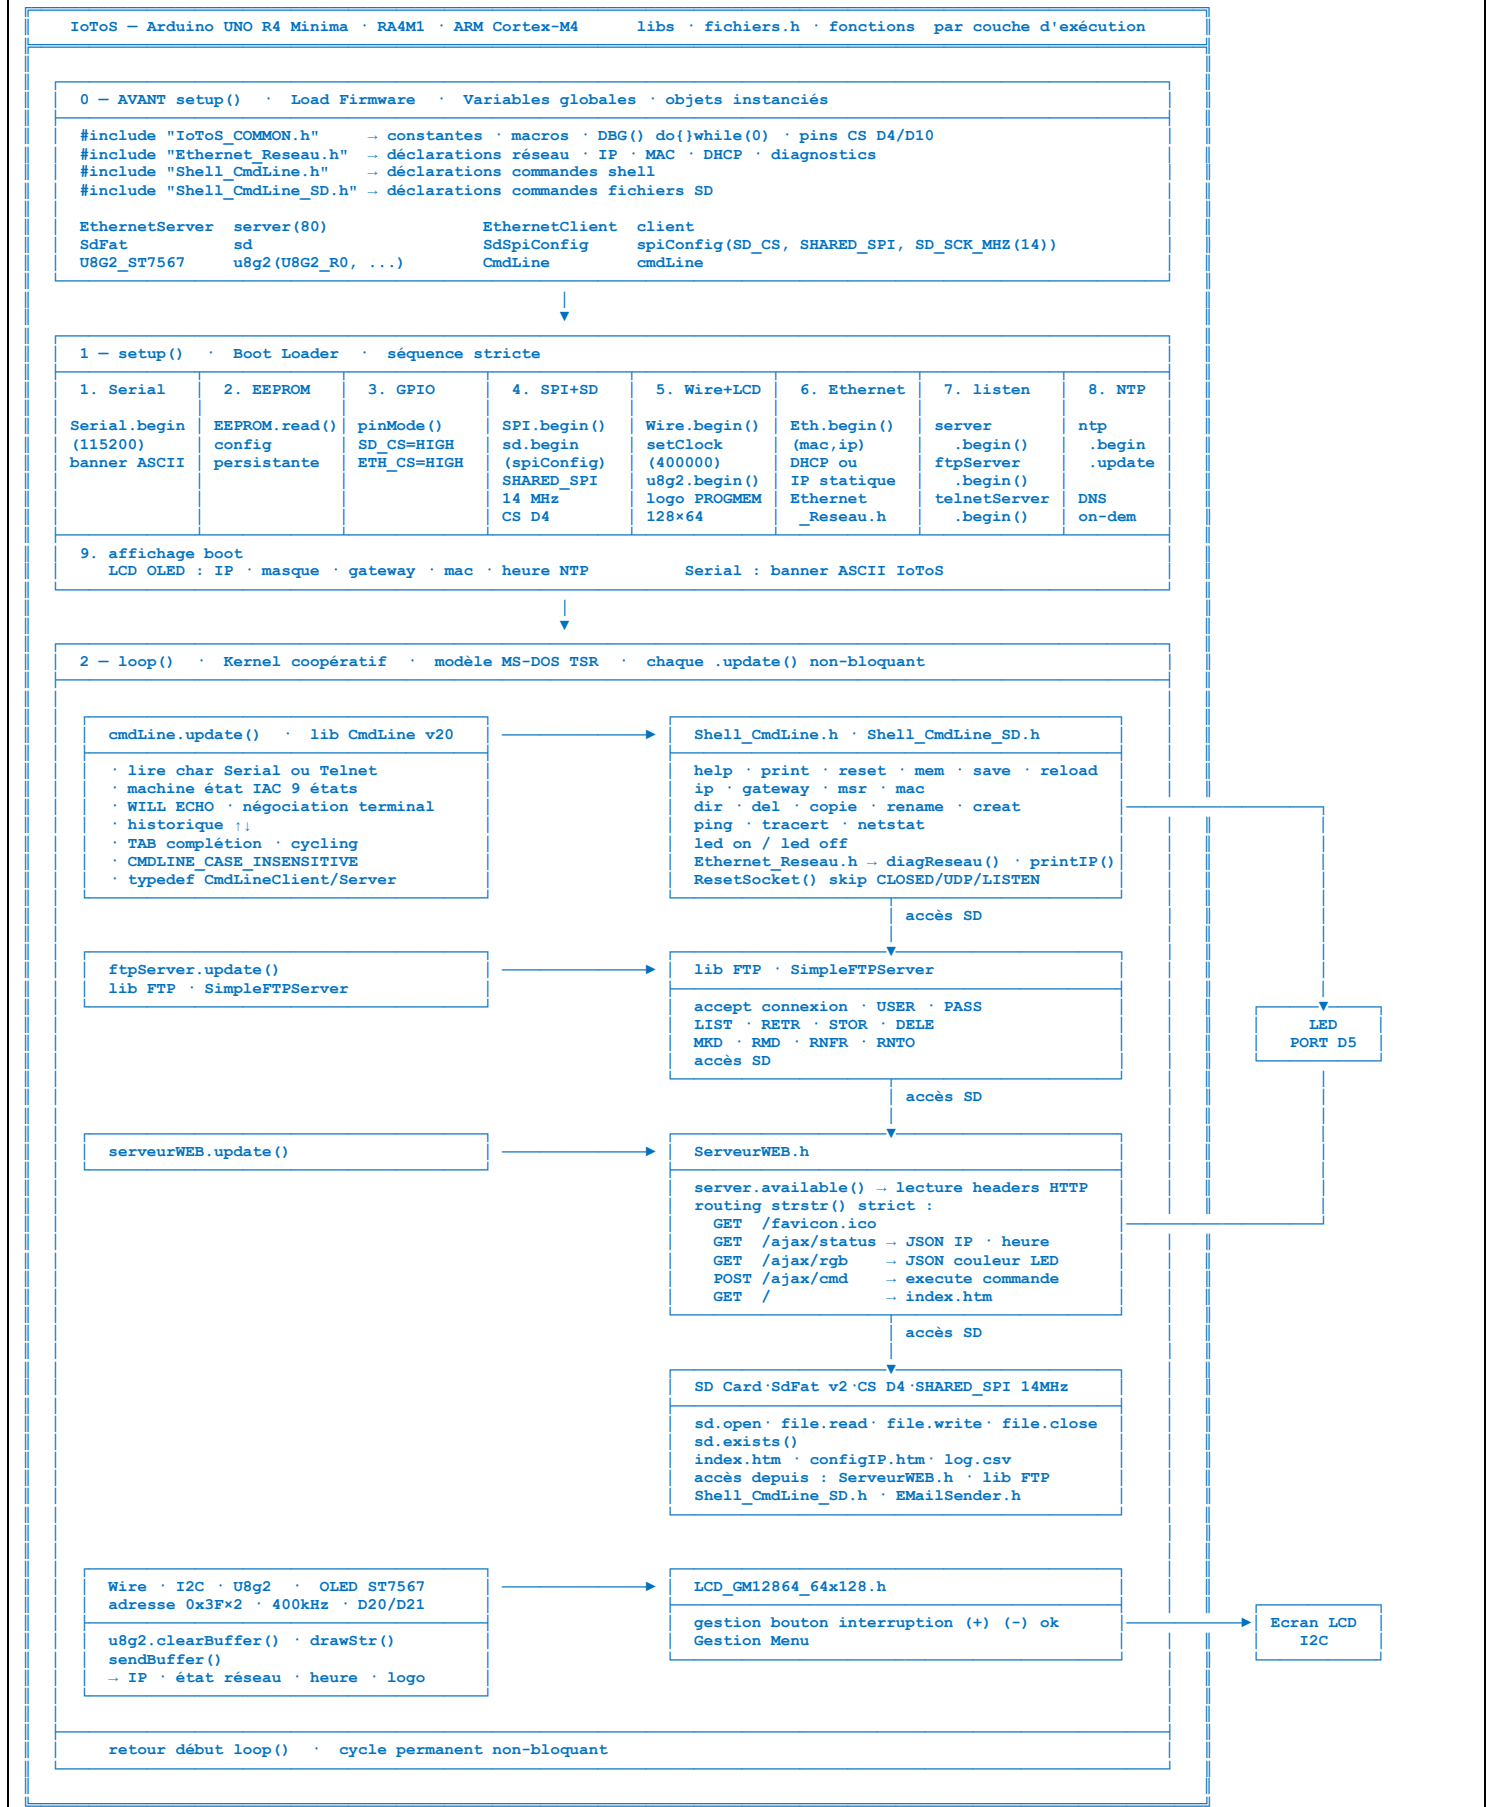 IoToS — Arduino UNO R4 Minima · RA4M1 · ARM Cortex-M4 libs · fichiers.h · fonctions par couche d'exécution
0 — AVANT setup() · Load Firmware · Variables globales · objets instanciés
#include "IoToS_COMMON.h" → constantes · macros · DBG() do{}while(0) · pins CS D4/D10
#include "Ethernet_Reseau.h" → déclarations réseau · IP · MAC · DHCP · diagnostics
#include "Shell_CmdLine.h" → déclarations commandes shell
#include "Shell_CmdLine_SD.h" → déclarations commandes fichiers SD
EthernetServer server(80) EthernetClient client
SdFat sd SdSpiConfig spiConfig(SD_CS, SHARED_SPI, SD_SCK_MHZ(14))
U8G2_ST7567 u8g2(U8G2_R0, ...) CmdLine cmdLine
1 — setup() · Boot Loader · séquence stricte
1. Serial 2. EEPROM 3. GPIO 4. SPI+SD 5. Wire+LCD 6. Ethernet 7. listen 8. NTP
Serial.begin EEPROM.read() pinMode() SPI.begin() Wire.begin() Eth.begin() server ntp
(115200) config SD_CS=HIGH sd.begin setClock (mac,ip) .begin() .begin
banner ASCII persistante ETH_CS=HIGH (spiConfig) (400000) DHCP ou ftpServer .update
SHARED_SPI u8g2.begin() IP statique .begin()
14 MHz logo PROGMEM Ethernet telnetServer DNS
CS D4 128×64 _Reseau.h .begin() on-dem
9. affichage boot
LCD OLED : IP · masque · gateway · mac · heure NTP Serial : banner ASCII IoToS
2 — loop() · Kernel coopératif · modèle MS-DOS TSR · chaque .update() non-bloquant
cmdLine.update() · lib CmdLine v20
· lire char Serial ou Telnet
· machine état IAC 9 états
· WILL ECHO · négociation terminal
· historique ↑↓
· TAB complétion · cycling
· CMDLINE_CASE_INSENSITIVE
· typedef CmdLineClient/Server
Shell_CmdLine.h · Shell_CmdLine_SD.h
help · print · reset · mem · save · reload
ip · gateway · msr · mac
dir · del · copie · rename · creat
ping · tracert · netstat
led on / led off
Ethernet_Reseau.h → diagReseau() · printIP()
ResetSocket() skip CLOSED/UDP/LISTEN
accès SD
ftpServer.update()
lib FTP · SimpleFTPServer
lib FTP · SimpleFTPServer
accept connexion · USER · PASS
LIST · RETR · STOR · DELE
MKD · RMD · RNFR · RNTO
accès SD
LED
PORT D5
accès SD
serveurWEB.update()
ServeurWEB.h
server.available() → lecture headers HTTP
routing strstr() strict :
GET /favicon.ico
GET /ajax/status → JSON IP · heure
GET /ajax/rgb → JSON couleur LED
POST /ajax/cmd → execute commande
GET / → index.htm
accès SD
SD Card·SdFat v2·CS D4·SHARED_SPI 14MHz
sd.open· file.read· file.write· file.close
sd.exists()
index.htm · configIP.htm· log.csv
accès depuis : ServeurWEB.h · lib FTP
Shell_CmdLine_SD.h · EMailSender.h
Wire · I2C · U8g2 · OLED ST7567
adresse 0x3F×2 · 400kHz · D20/D21
u8g2.clearBuffer() · drawStr()
sendBuffer()
→ IP · état réseau · heure · logo
LCD_GM12864_64x128.h
gestion bouton interruption (+) (-) ok
Gestion Menu
Ecran LCD
I2C
retour début loop() · cycle permanent non-bloquant